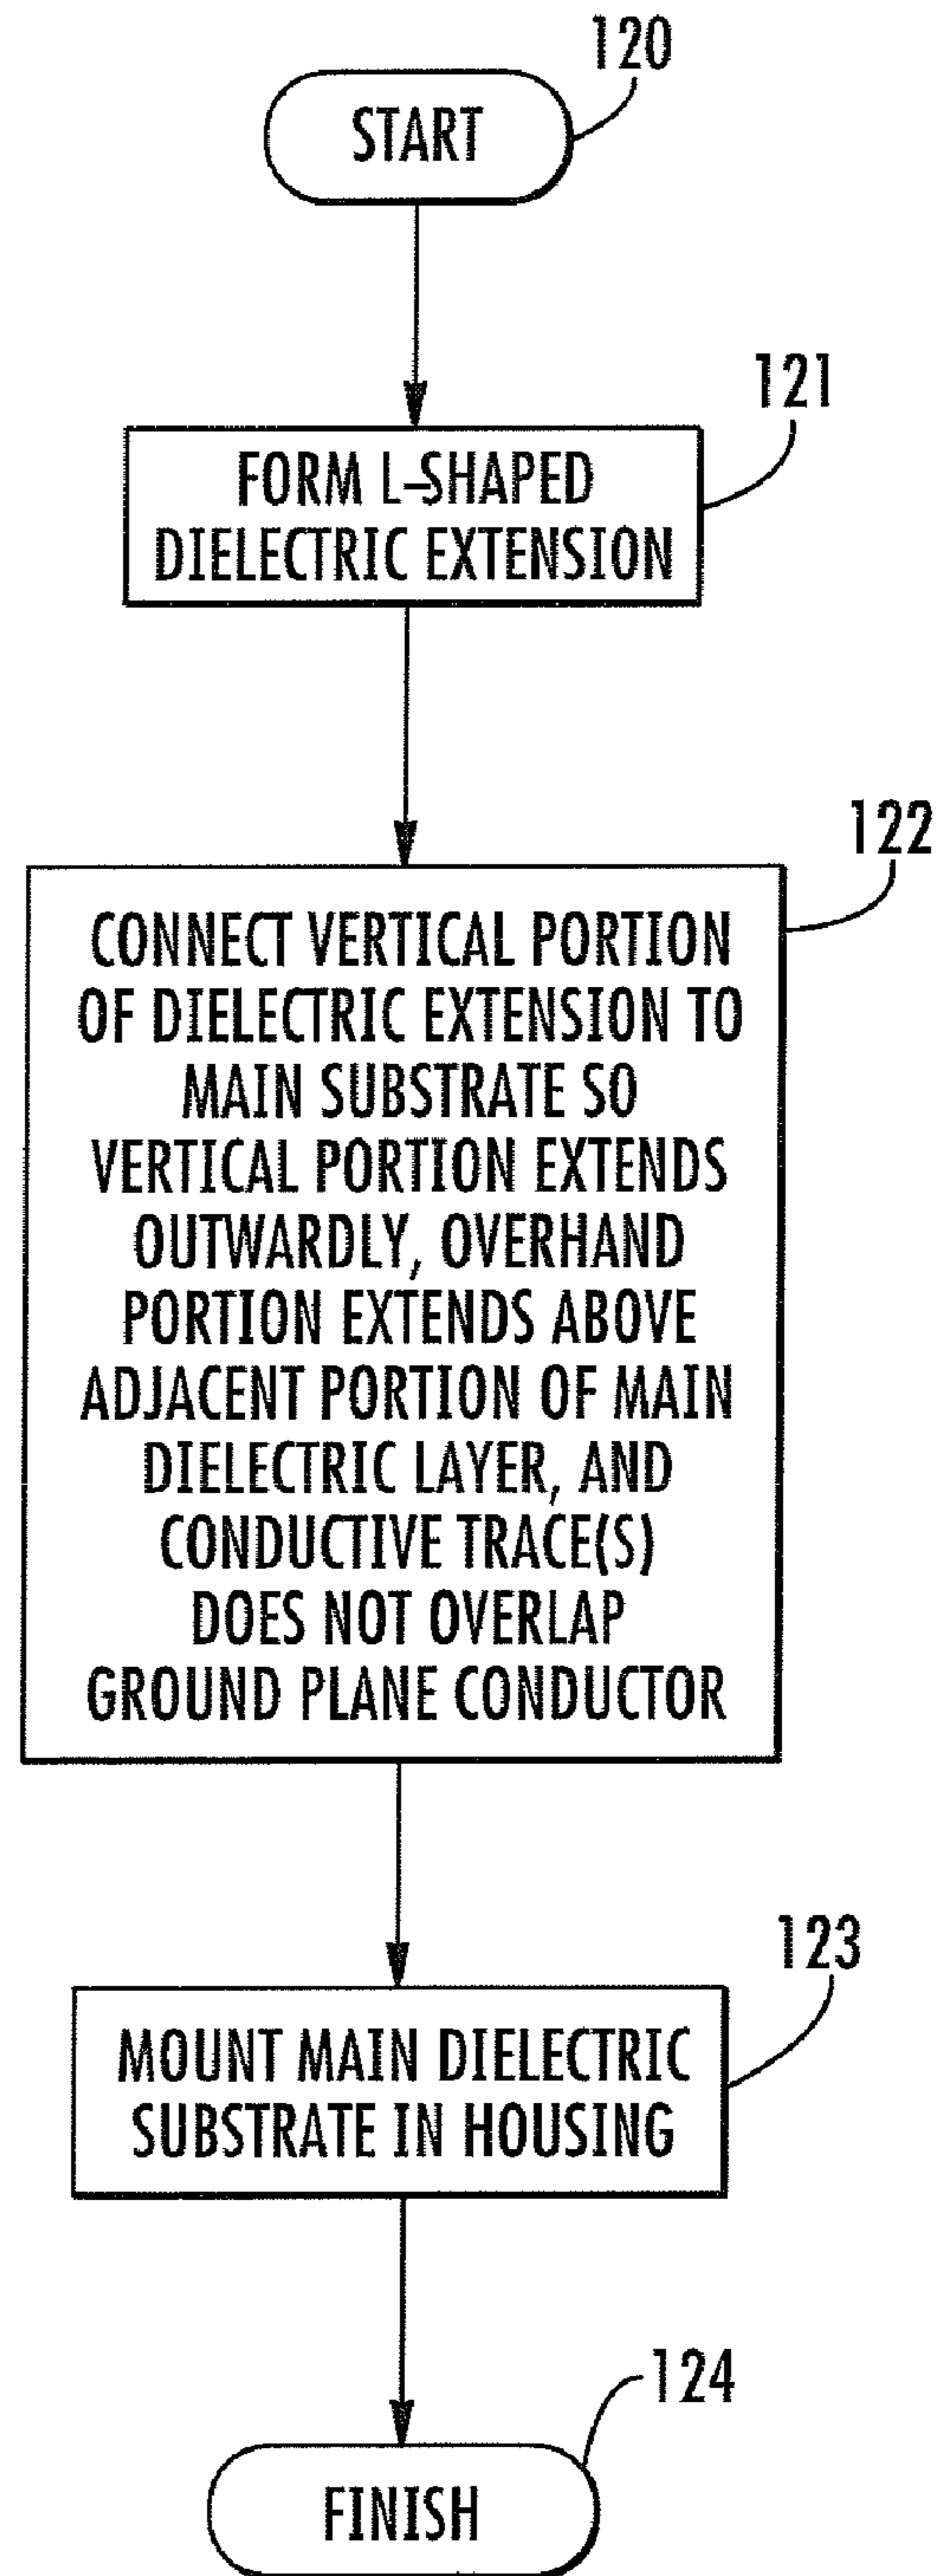 120
START
121
FORM L-SHAPED
DIELECTRIC EXTENSION
122
CONNECT VERTICAL PORTION
OF DIELECTRIC EXTENSION TO
MAIN SUBSTRATE SO
VERTICAL PORTION EXTENDS
OUTWARDLY, OVERHAND
PORTION EXTENDS ABOVE
ADJACENT PORTION OF MAIN
DIELECTRIC LAYER, AND
CONDUCTIVE TRACE(S)
DOES NOT OVERLAP
GROUND PLANE CONDUCTOR
123
MOUNT MAIN DIELECTRIC
SUBSTRATE IN HOUSING
124
FINISH